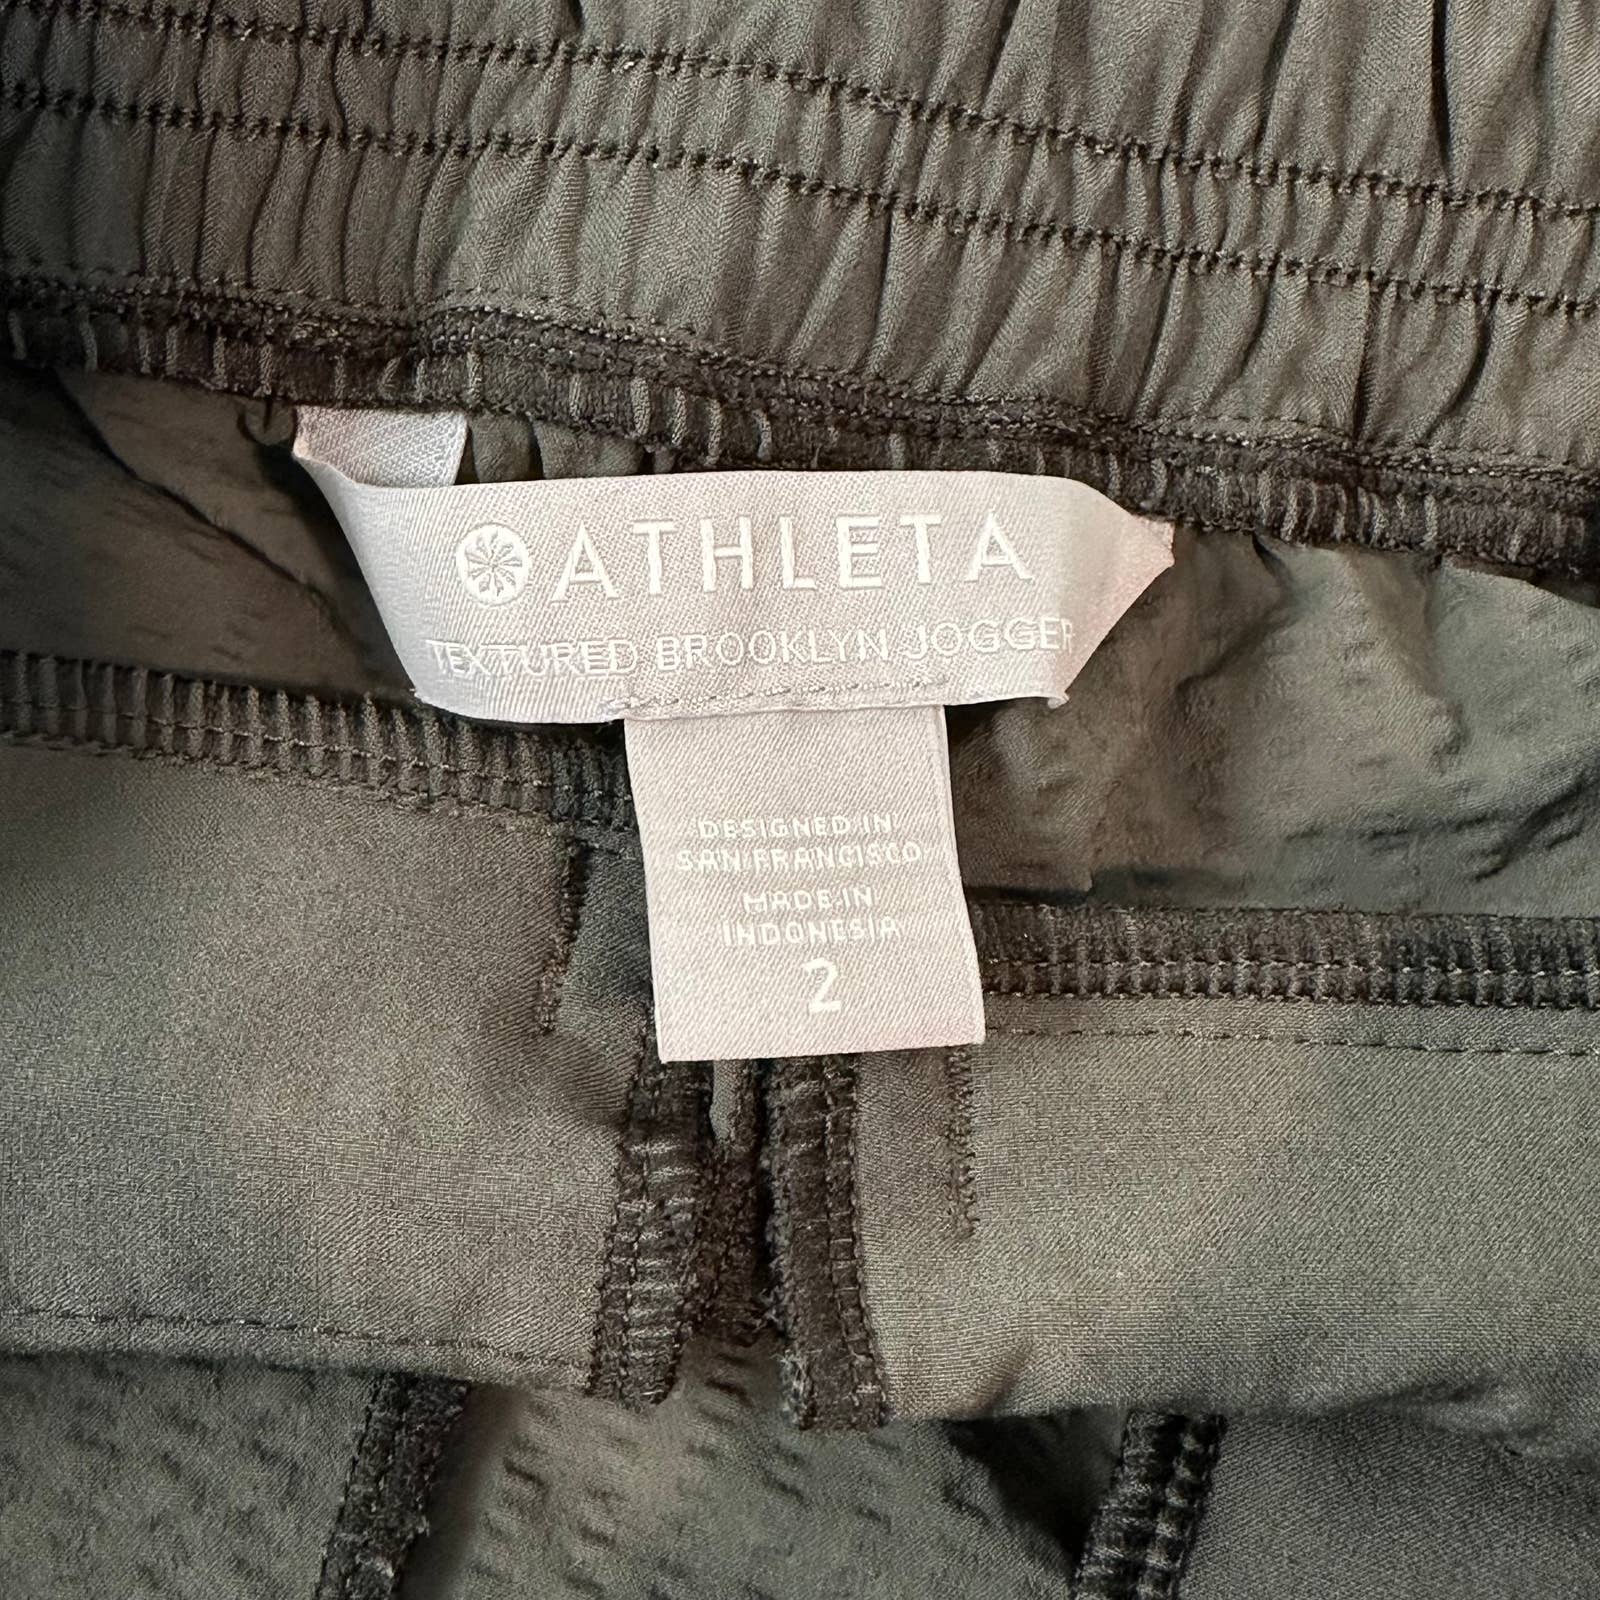 ATHLETA
TEXTURED BROOKLYN JOGGER
DESIGNED IN
SAN FRANCISCO
MADE IN
INDONESIA
2